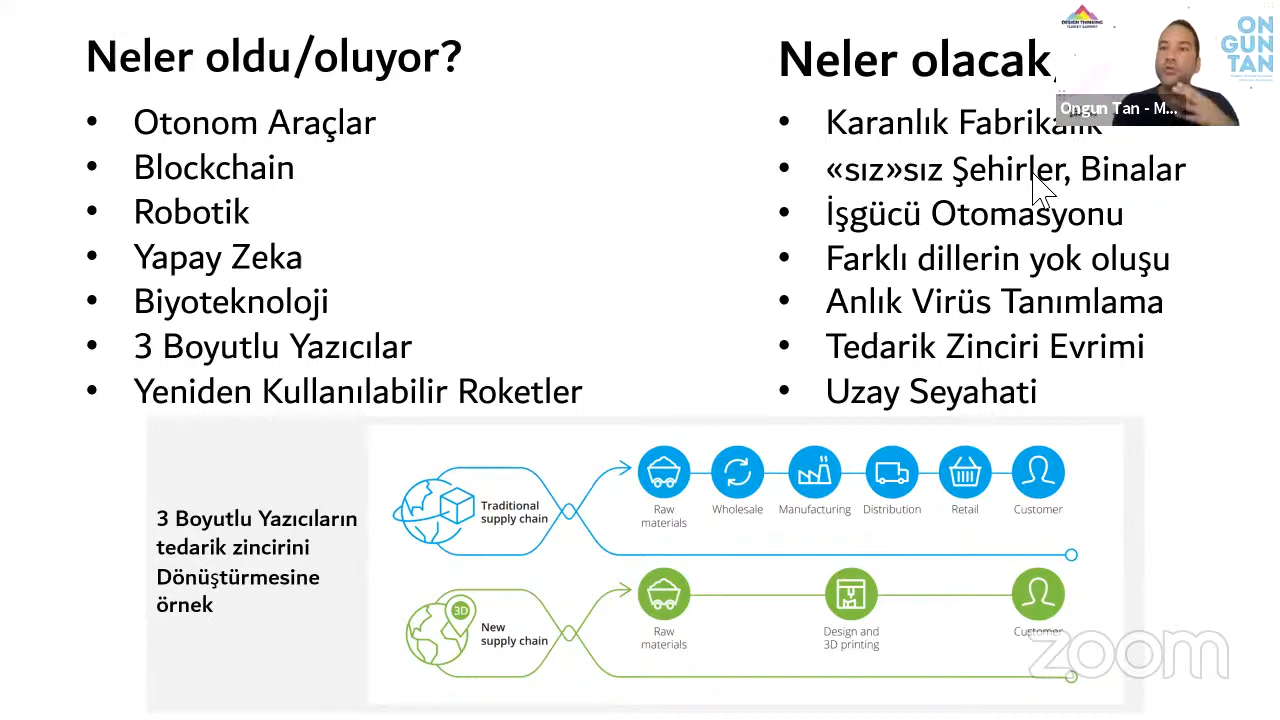 Neler oldu/oluyor?
• Otonom Araçlar
• Blockchain
• Robotik
• Yapay Zeka
• Biyoteknoloji
• 3 Boyutlu Yazıcılar
• Yeniden Kullanılabilir Roketler
Neler olacak
• Karanlık Fabrikalık
• «sız»sız Şehirler, Binalar
• İşgücü Otomasyonu
• Farklı dillerin yok oluşu
• Anlık Virüs Tanımlama
• Tedarik Zinciri Evrimi
• Uzay Seyahati
DESIGN THINKING
ON
GUN
TAN
Ongun Tan - M...
3 Boyutlu Yazıcıların
tedarik zincirini
Dönüştürmesine
örnek
Traditional
supply chain
Raw
materials
Wholesale
Manufacturing
Distribution
Retail
Customer
3D
New
supply chain
Raw
materials
Design and
3D printing
Customer
zoom